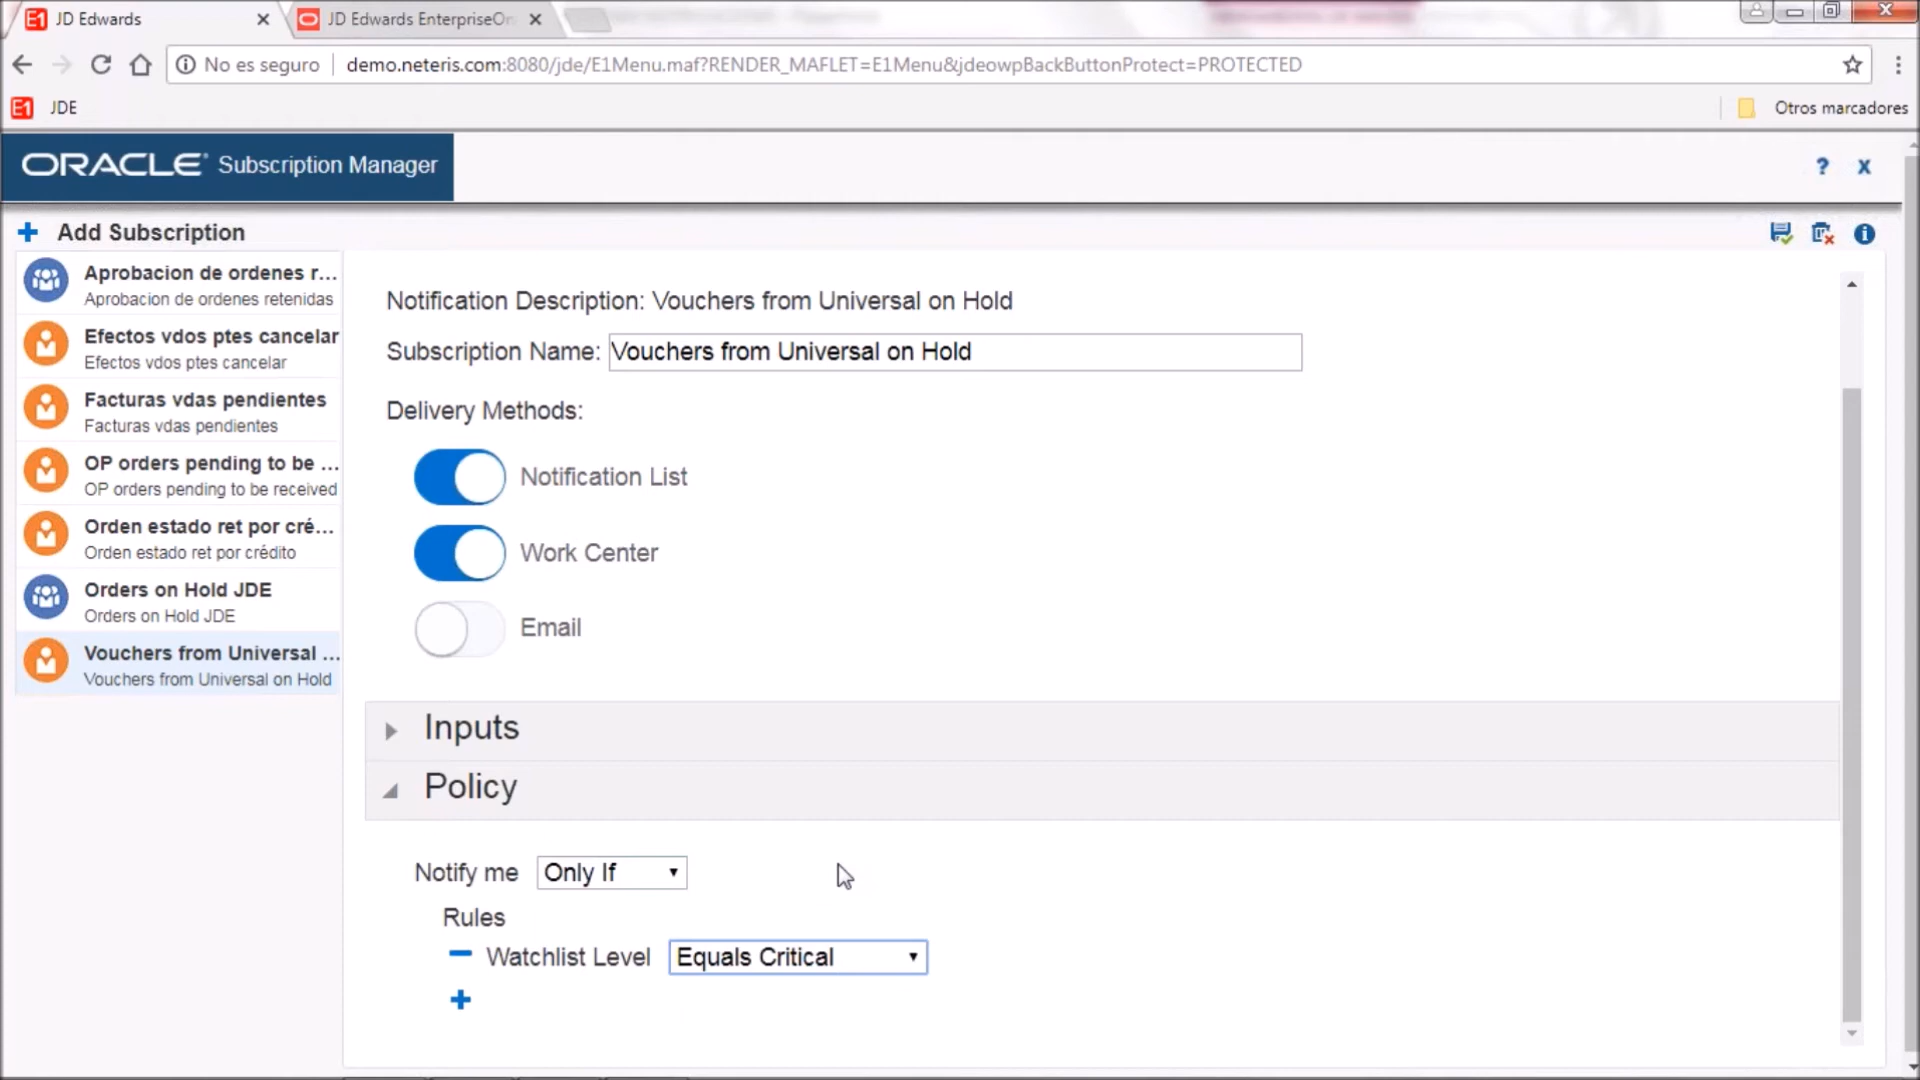 E1 JD Edwards
JD Edwards EnterpriseOn
No es seguro demo.neteris.com:8080/jde/E1Menu.maf?RENDER_MAFLET=E1Menu&jdeowpBackButtonProtect=PROTECTED
E1 JDE Otros marcadores
ORACLE® Subscription Manager
? X
Add Subscription
Aprobacion de ordenes r...
Aprobacion de ordenes retenidas
Efectos vdos ptes cancelar
Efectos vdos ptes cancelar
Facturas vdas pendientes
Facturas vdas pendientes
OP orders pending to be ...
OP orders pending to be received
Orden estado ret por cré...
Orden estado ret por crédito
Orders on Hold JDE
Orders on Hold JDE
Vouchers from Universal ...
Vouchers from Universal on Hold
Notification Description: Vouchers from Universal on Hold
Subscription Name: Vouchers from Universal on Hold
Delivery Methods:
Notification List
Work Center
Email
Inputs
Policy
Notify me Only If
Rules
Watchlist Level Equals Critical